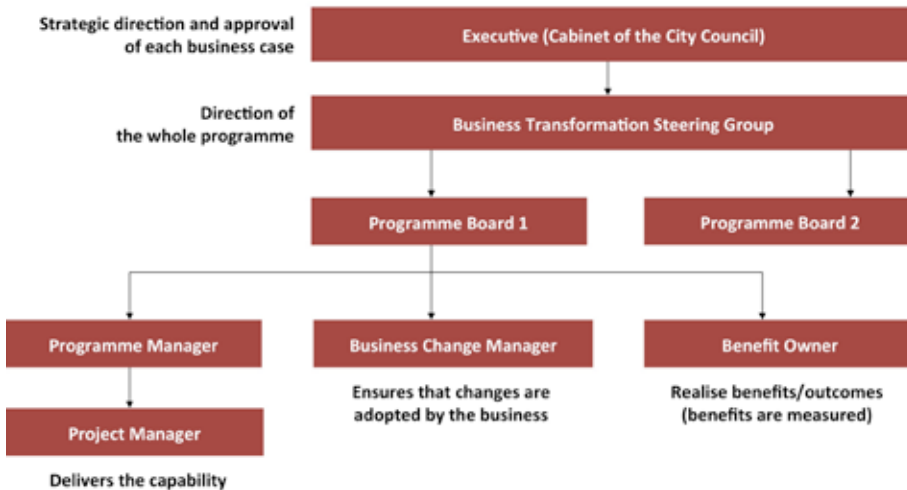 Strategic direction and approval
of each business case
Executive (Cabinet of the City Council)
Direction of
the whole programme
Business Transformation Steering Group
Programme Board 1
Programme Board 2
Programme Manager
Business Change Manager
Benefit Owner
Ensures that changes are
adopted by the business
Realise benefits/outcomes
(benefits are measured)
Project Manager
Delivers the capability